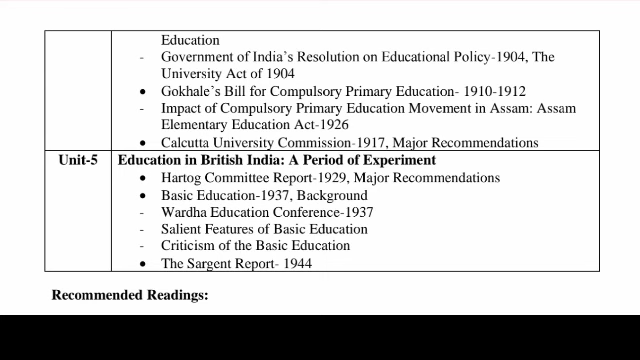 Education
- Government of India's Resolution on Educational Policy-1904, The
University Act of 1904
• Gokhale's Bill for Compulsory Primary Education- 1910-1912
- Impact of Compulsory Primary Education Movement in Assam: Assam
Elementary Education Act-1926
• Calcutta University Commission-1917, Major Recommendations
Unit-5 Education in British India: A Period of Experiment
• Hartog Committee Report-1929, Major Recommendations
• Basic Education-1937, Background
- Wardha Education Conference-1937
- Salient Features of Basic Education
- Criticism of the Basic Education
• The Sargent Report- 1944
Recommended Readings: